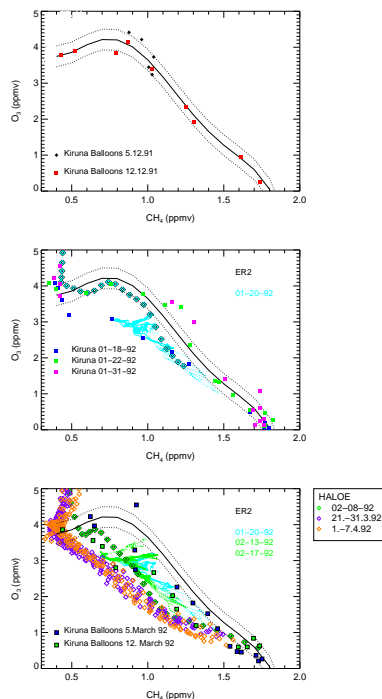 5
4
3
2
1
0
O3 (ppmv)
Kiruna Balloons 5.12.91
Kiruna Balloons 12.12.91
0.5 1.0 1.5 2.0
CH4 (ppmv)
5
4
3
2
1
0
O3 (ppmv)
ER2
01−20−92
Kiruna 01−18−92
Kiruna 01−22−92
Kiruna 01−31−92
0.5 1.0 1.5 2.0
CH4 (ppmv)
5
4
3
2
1
0
O3 (ppmv)
ER2
01−20−92
02−13−92
02−17−92
Kiruna Balloons 5.March 92
Kiruna Balloons 12. March 92
0.5 1.0 1.5 2.0
CH4 (ppmv)
HALOE
02−08−92
21.−31.3.92
1.−7.4.92